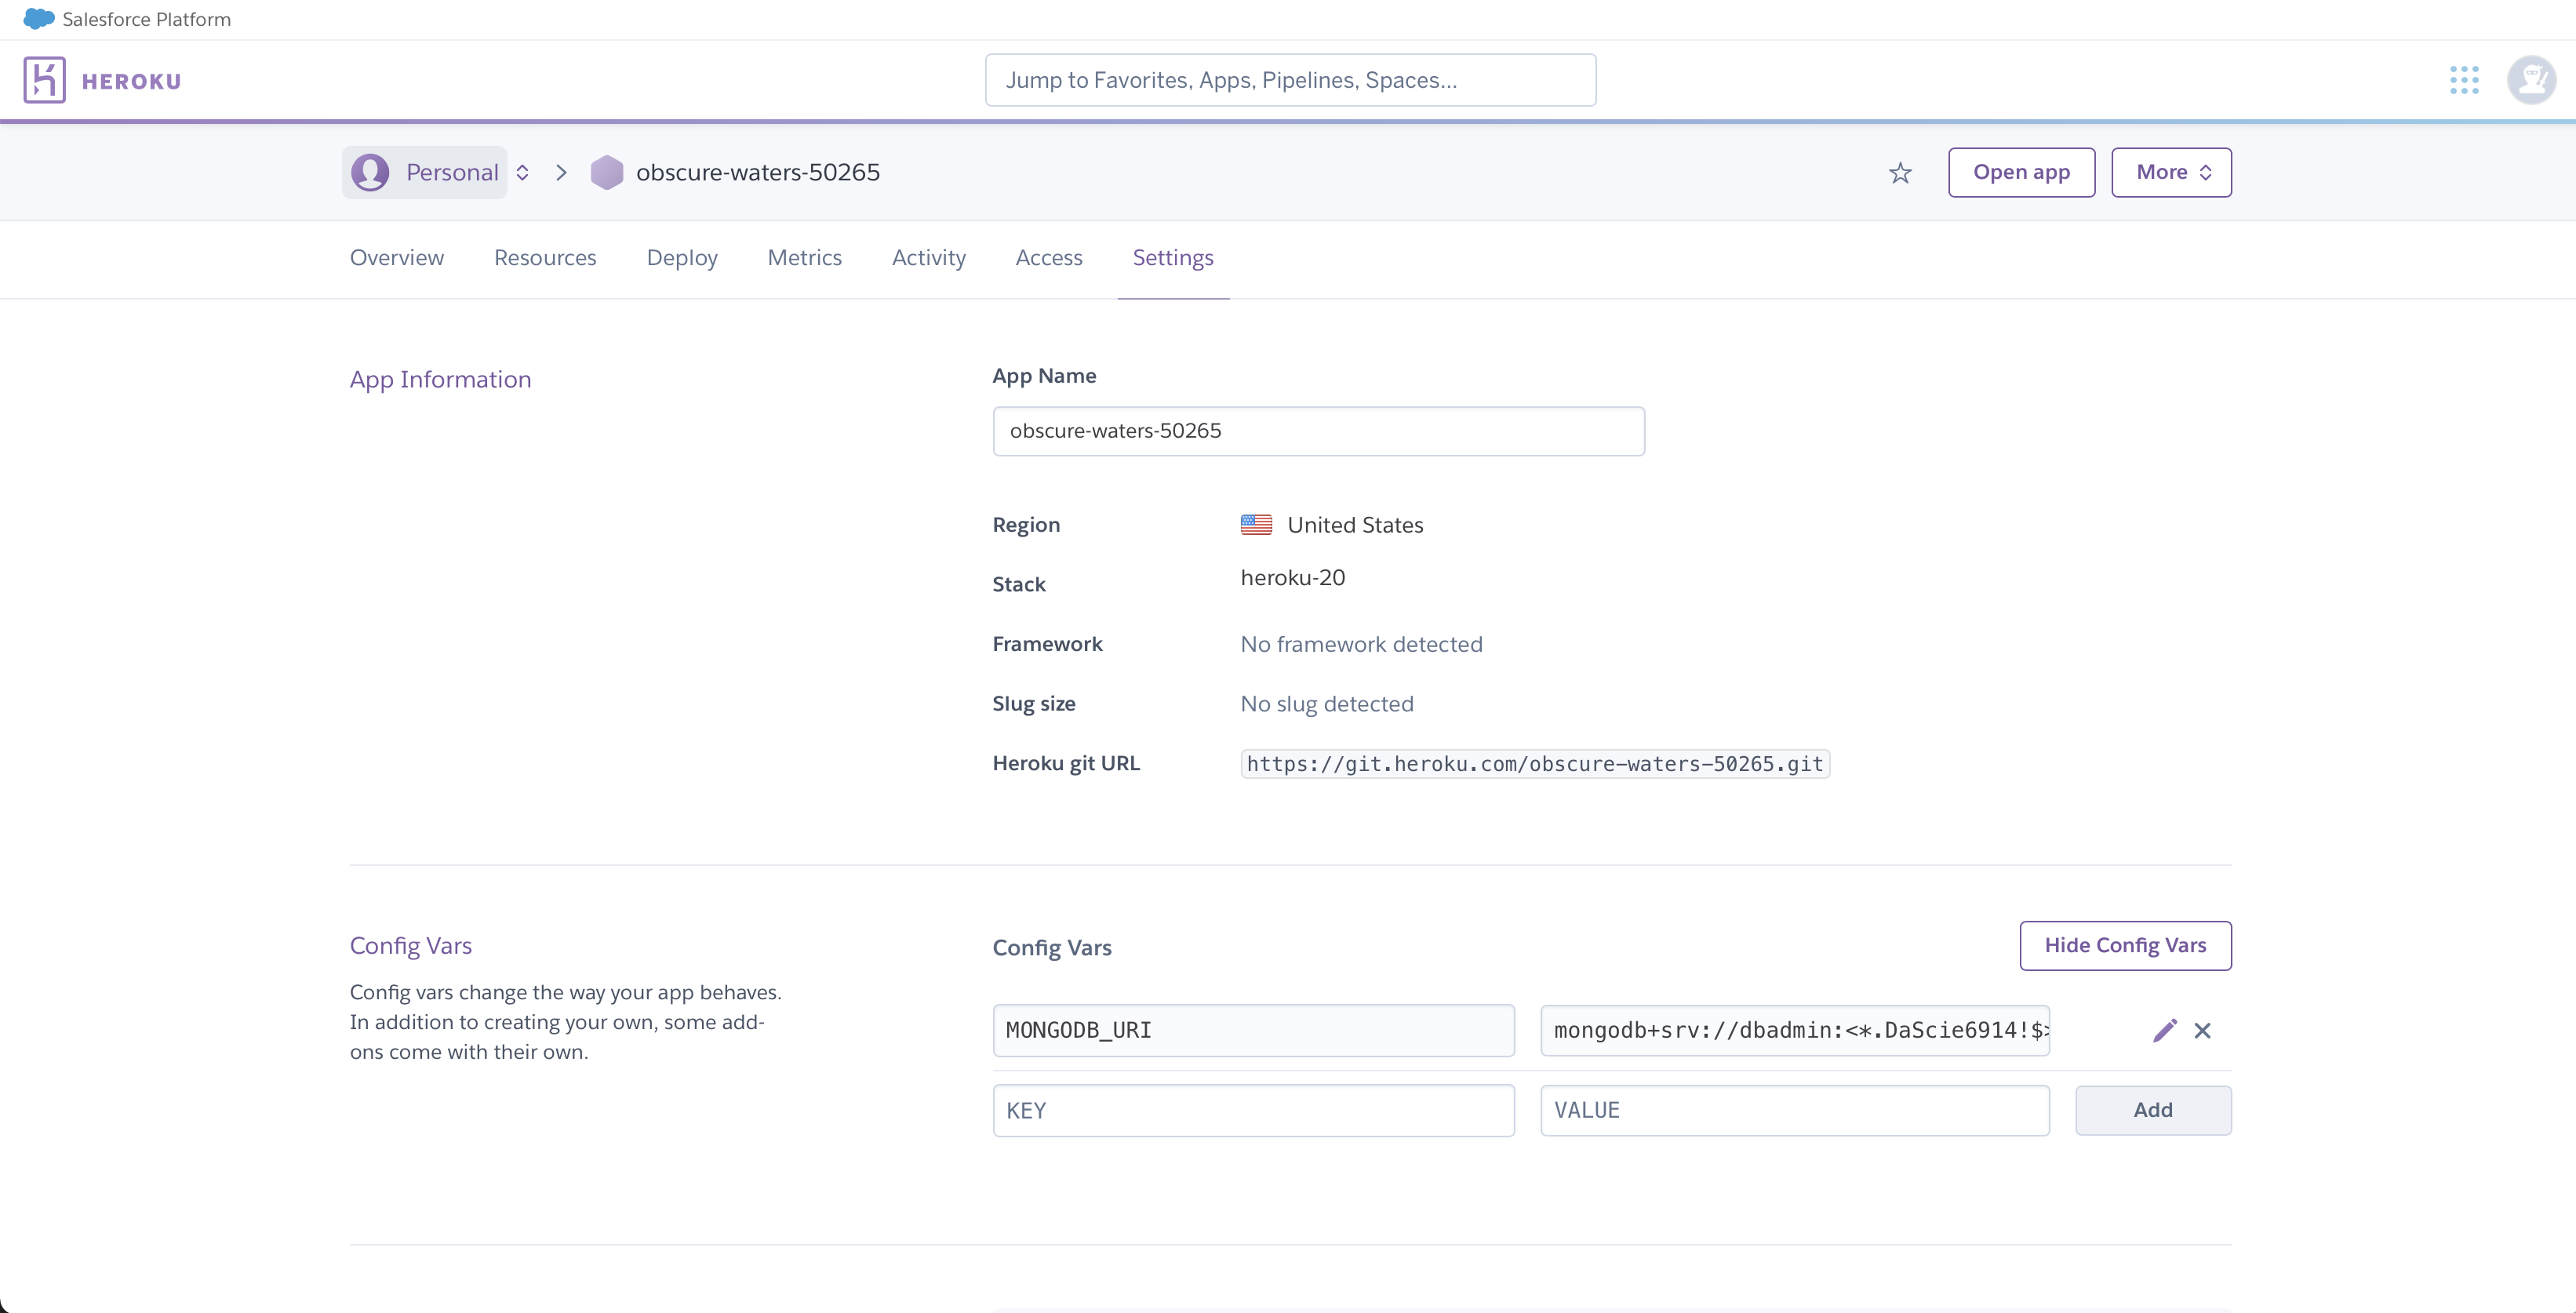 Salesforce Platform
HEROKU
Jump to Favorites, Apps, Pipelines, Spaces...
Personal
obscure-waters-50265
Open app
More
Overview Resources Deploy Metrics Activity Access Settings
App Information
App Name
obscure-waters-50265
Region United States
Stack heroku-20
Framework No framework detected
Slug size No slug detected
Heroku git URL https://git.heroku.com/obscure-waters-50265.git
Config Vars
Config vars change the way your app behaves.
In addition to creating your own, some add-
ons come with their own.
Config Vars
Hide Config Vars
MONGODB_URI mongodb+srv://dbadmin:<*.DaScie6914!$>
KEY VALUE Add